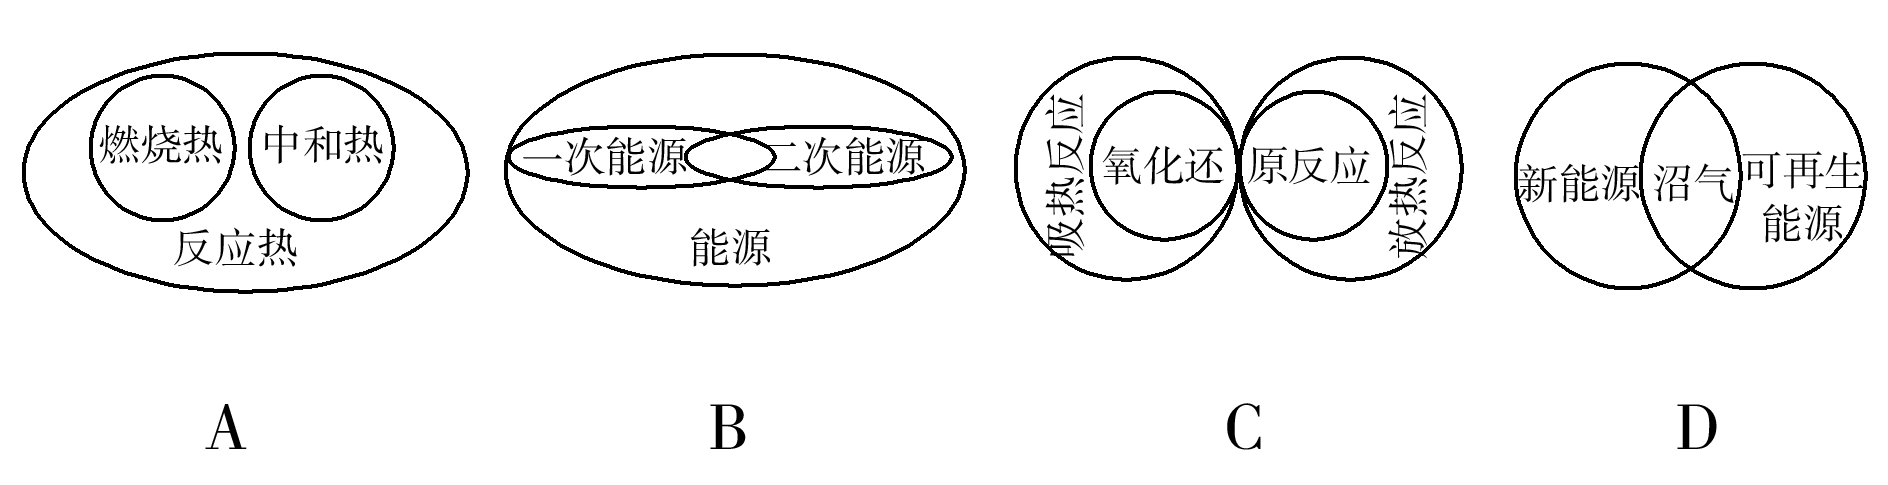 燃烧热
中和热
反应热
一次能源
二次能源
能源
吸热反应
氧化还
原反应
放热反应
新能源
沼气
可再生
能源
A
B
C
D